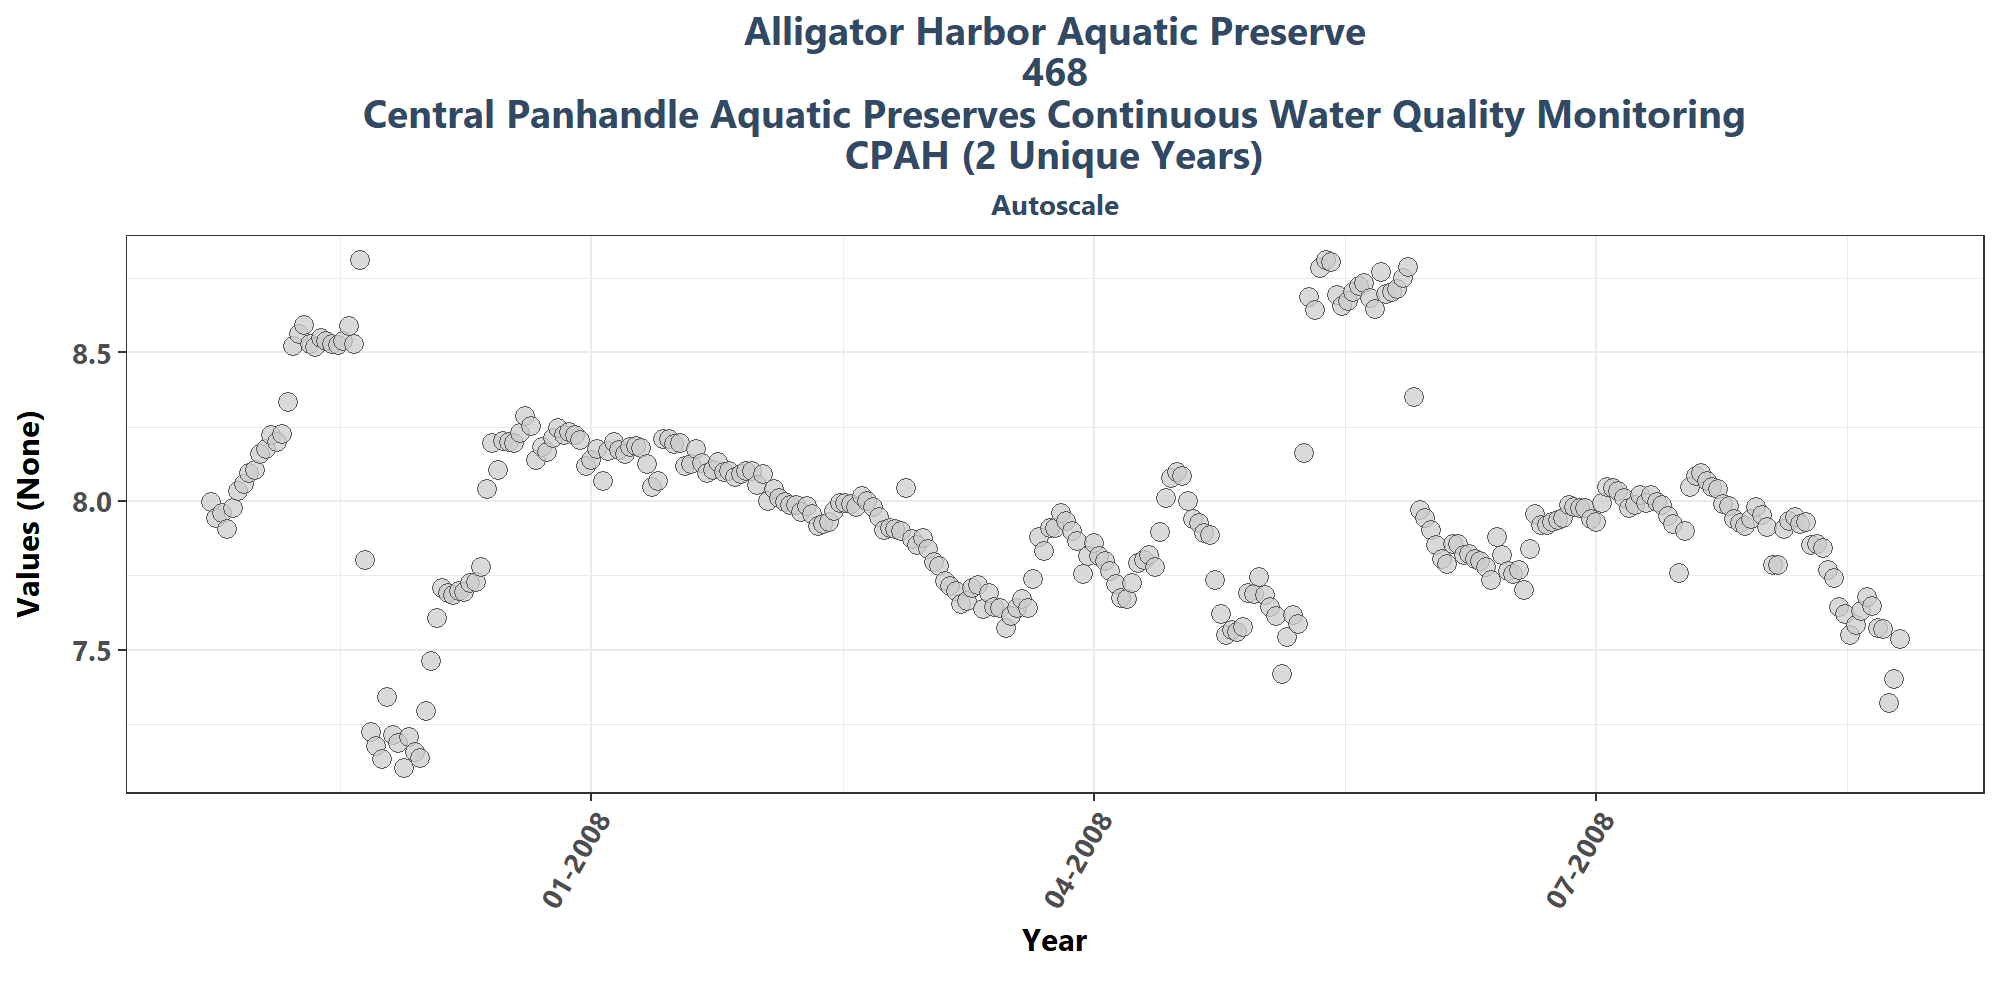 Alligator Harbor Aquatic Preserve
468
Central Panhandle Aquatic Preserves Continuous Water Quality Monitoring
CPAH (2 Unique Years)
Autoscale
Values (None)
8.5
8.0
7.5
01-2008
04-2008
07-2008
Year